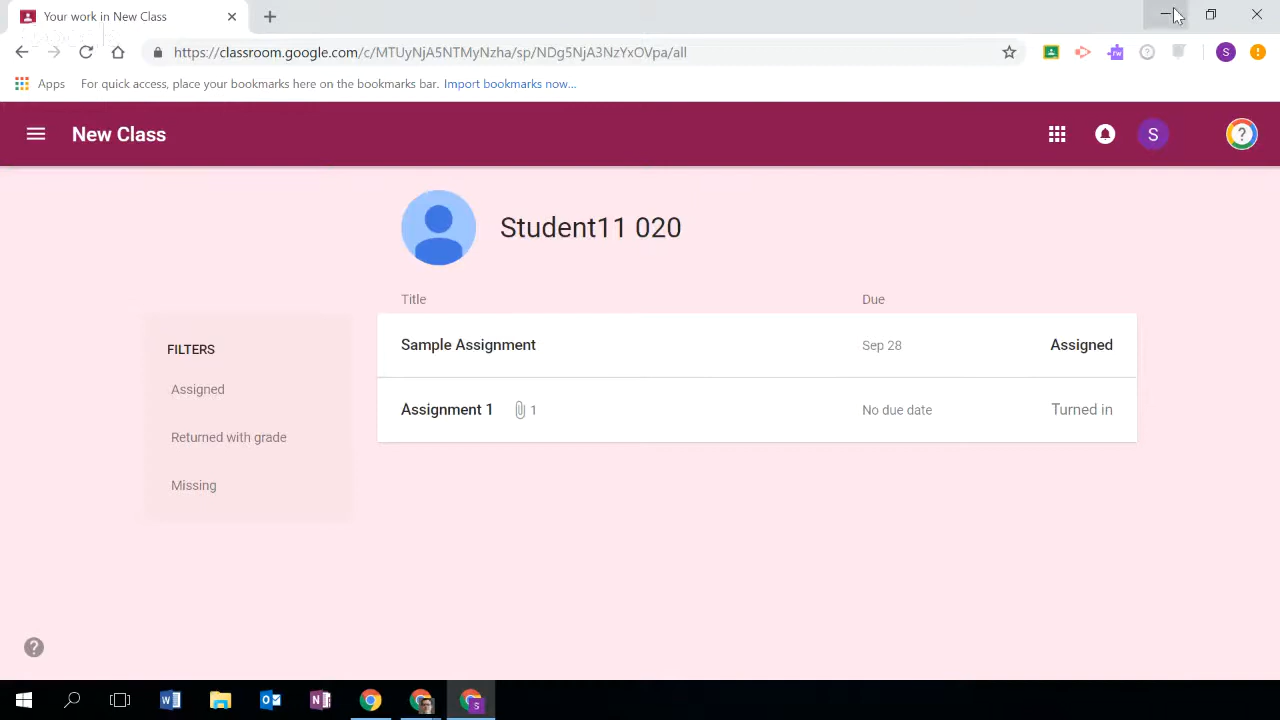 Your work in New Class
https://classroom.google.com/c/MTUyNjA5NTMyNzha/sp/NDg5NjA3NzYxOVpa/all
S
Apps For quick access, place your bookmarks here on the bookmarks bar. Import bookmarks now...
New Class
S
Student11 020
Title Due
Sample Assignment Sep 28 Assigned
FILTERS
Assigned
Assignment 1 1 No due date Turned in
Returned with grade
Missing